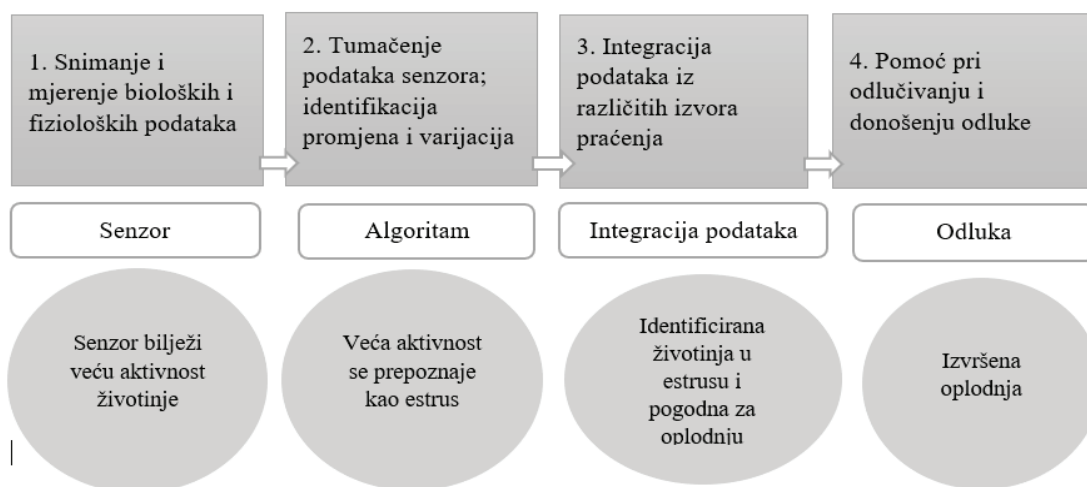 1. Snimanje i
mjerenje bioloških i
fizioloških podataka
2. Tumačenje
podataka senzora;
identifikacija
promjena i varijacija
3. Integracija
podataka iz
različitih izvora
praćenja
4. Pomoć pri
odlučivanju i
donošenju odluke
Senzor
Algoritam
Integracija podataka
Odluka
Senzor bilježi
veću aktivnost
životinje
Veća aktivnost
se prepoznaje
kao estrus
Identificirana
životinja u
estrusu i
pogodna za
oplodnju
Izvršena
oplodnja